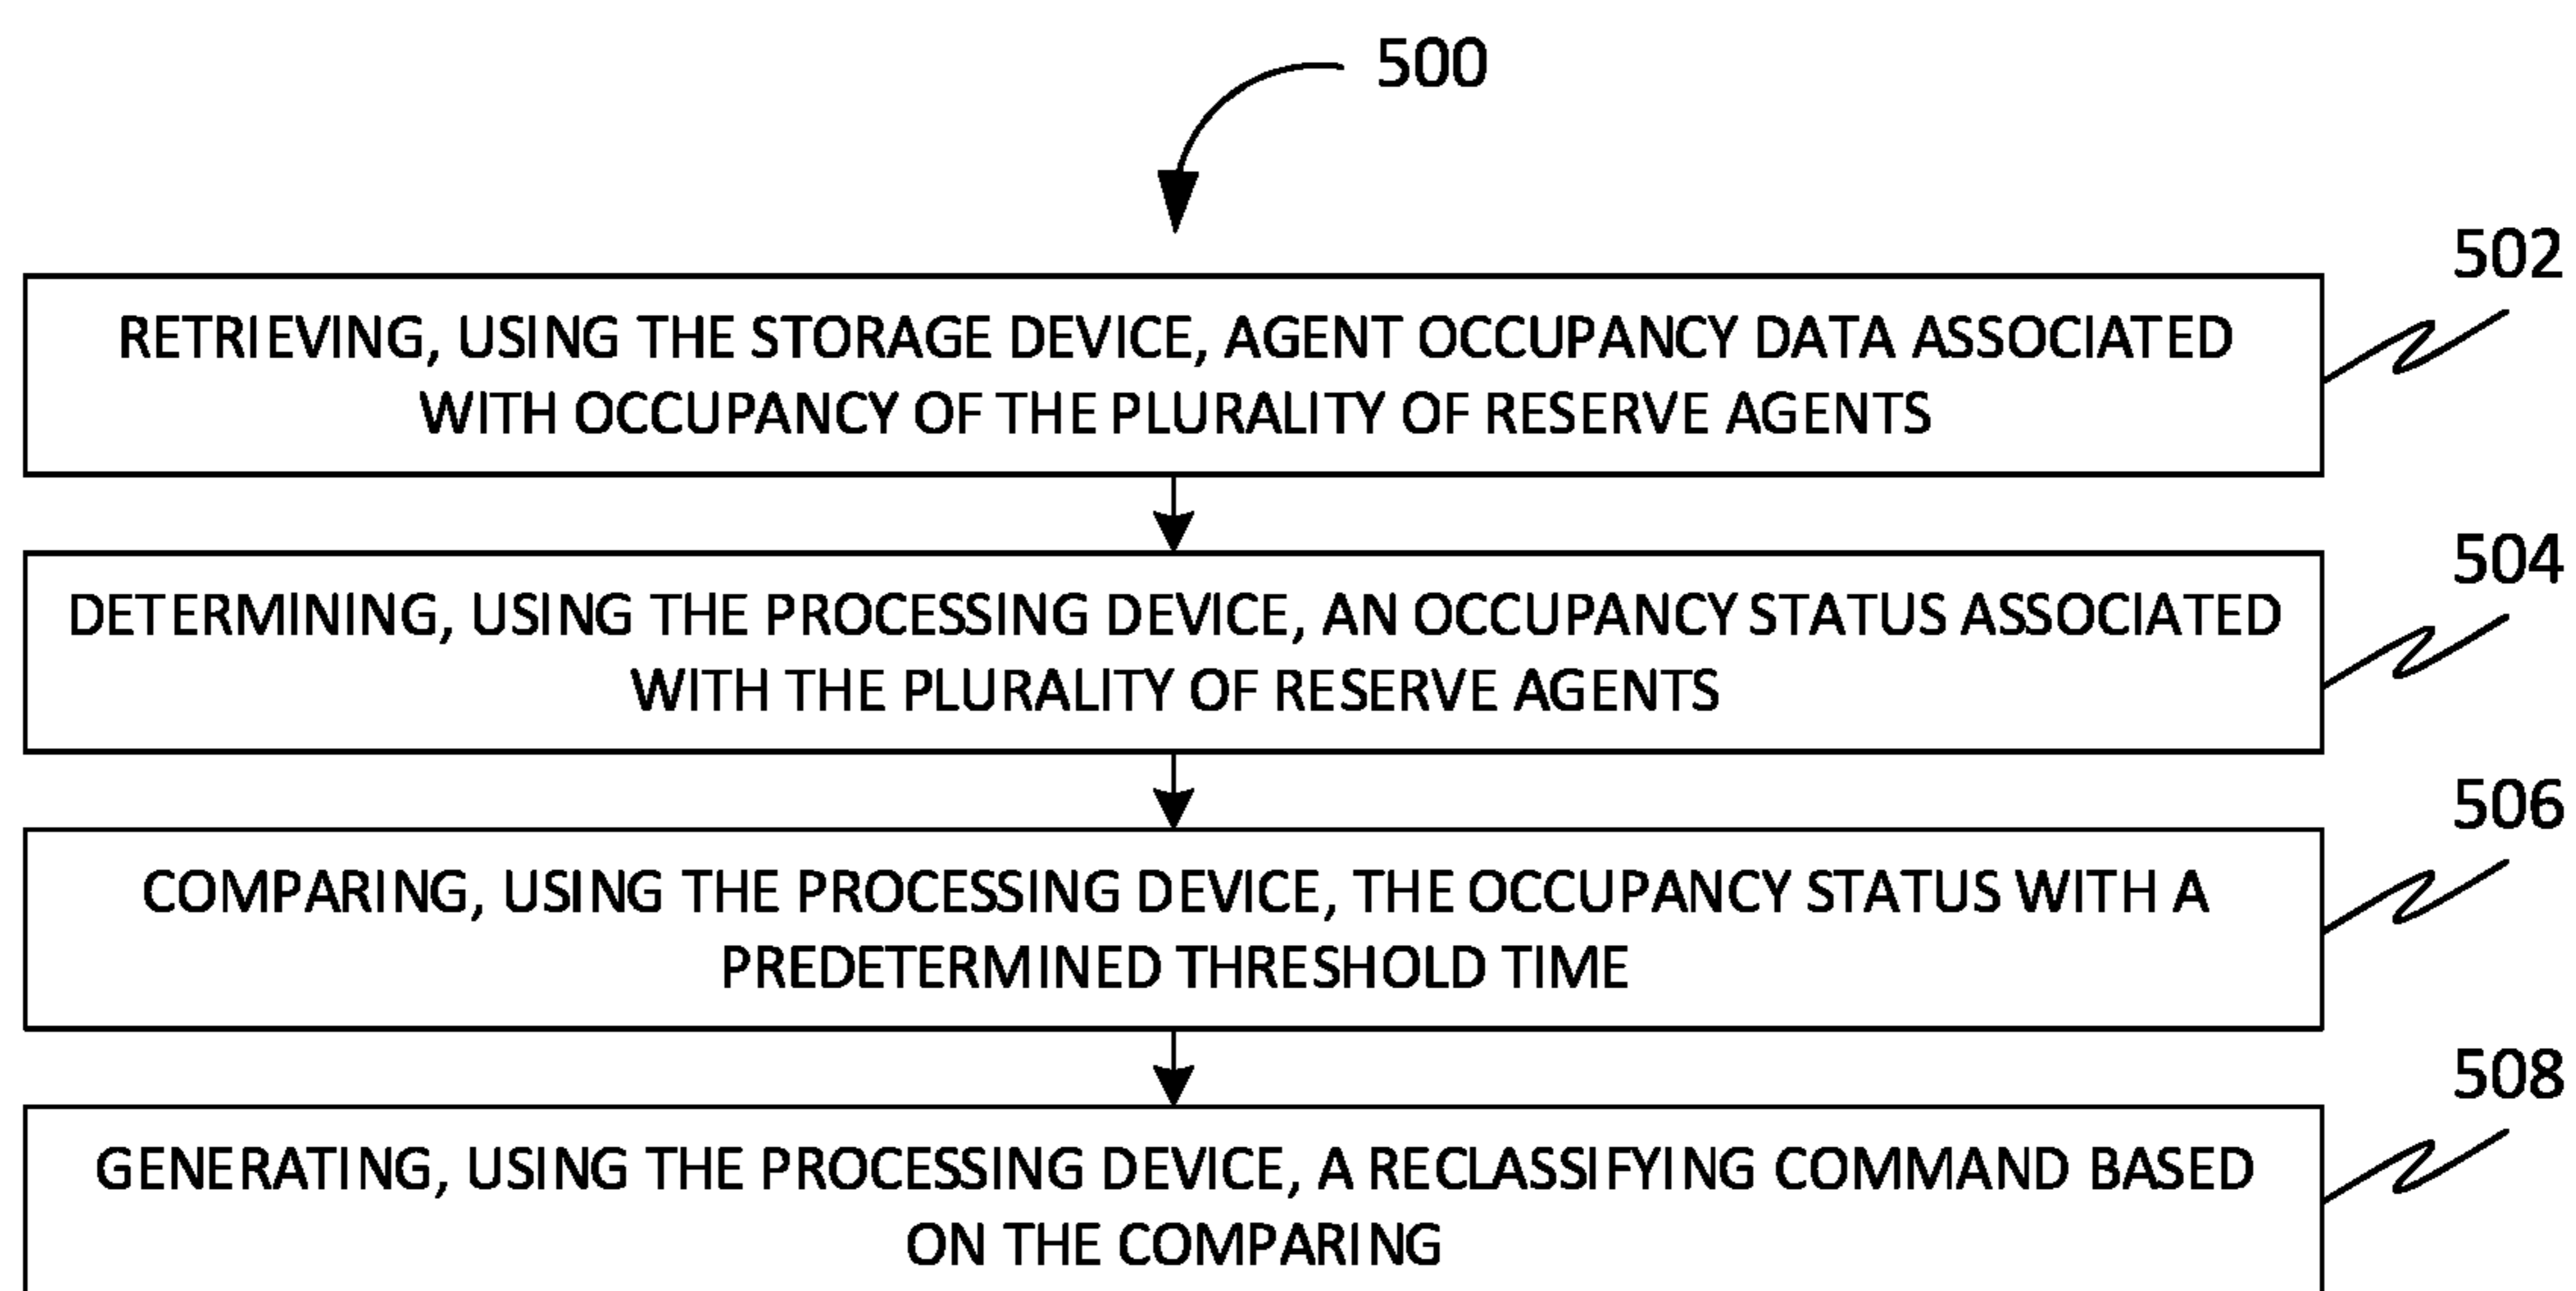 500
502
RETRIEVING, USING THE STORAGE DEVICE, AGENT OCCUPANCY DATA ASSOCIATED
WITH OCCUPANCY OF THE PLURALITY OF RESERVE AGENTS
504
DETERMINING, USING THE PROCESSING DEVICE, AN OCCUPANCY STATUS ASSOCIATED
WITH THE PLURALITY OF RESERVE AGENTS
506
COMPARING, USING THE PROCESSING DEVICE, THE OCCUPANCY STATUS WITH A
PREDETERMINED THRESHOLD TIME
508
GENERATING, USING THE PROCESSING DEVICE, A RECLASSIFYING COMMAND BASED
ON THE COMPARING